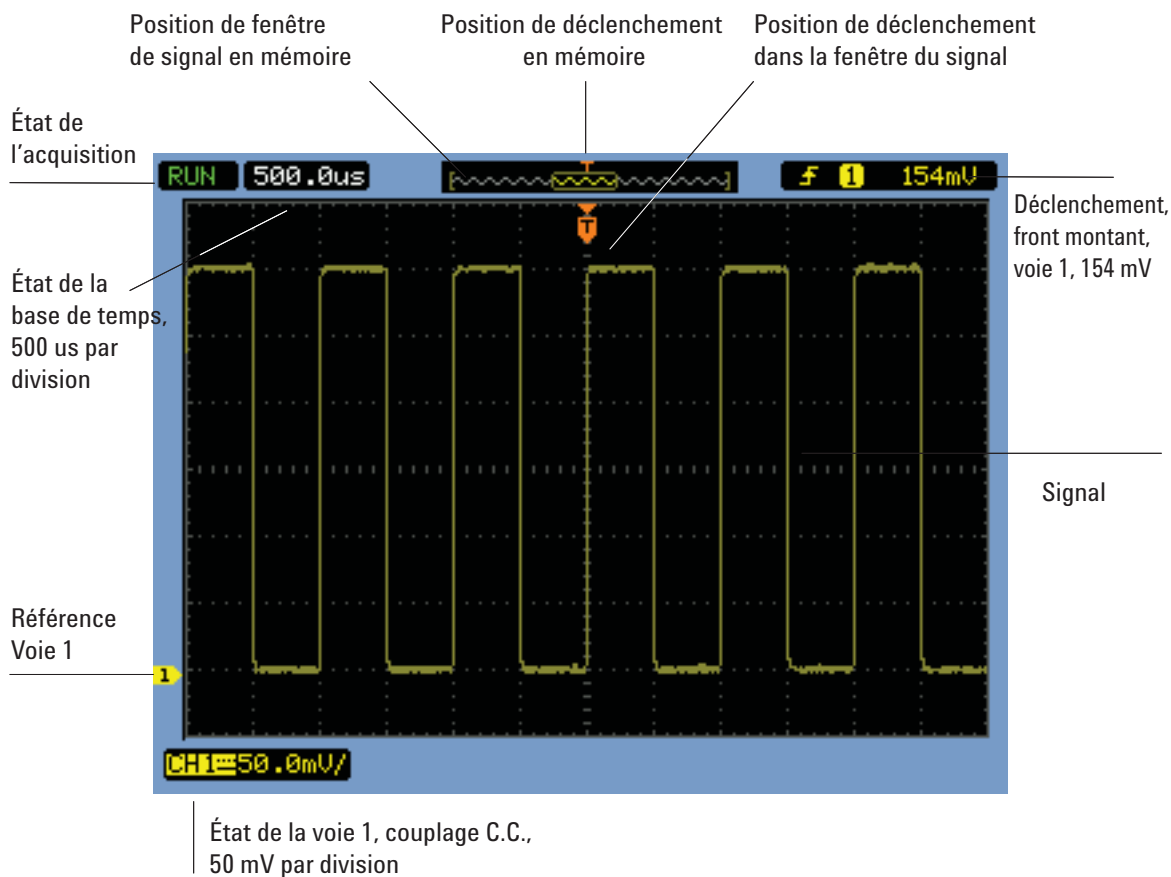 Position de fenêtre
de signal en mémoire
Position de déclenchement
en mémoire
Position de déclenchement
dans la fenêtre du signal
État de
l'acquisition
RUN
500.0us
T
1
154mV
T
Déclenchement,
front montant,
voie 1, 154 mV
État de la
base de temps,
500 us par
division
Signal
Référence
Voie 1
1
CH1 50.0mV/
État de la voie 1, couplage C.C.,
50 mV par division